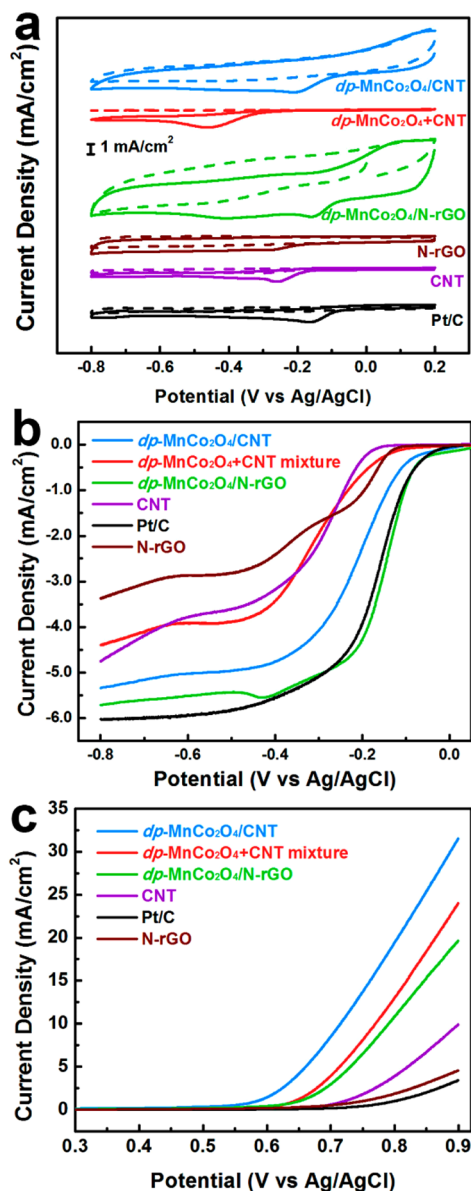 a
Current Density (mA/cm²)
dp-MnCo₂O₄/CNT
dp-MnCo₂O₄+CNT
1 mA/cm²
dp-MnCo₂O₄/N-rGO
N-rGO
CNT
Pt/C
-0.8 -0.6 -0.4 -0.2 0.0 0.2
Potential (V vs Ag/AgCl)
b
Current Density (mA/cm²)
0.0
-1.0
-2.0
-3.0
-4.0
-5.0
-6.0
dp-MnCo₂O₄/CNT
dp-MnCo₂O₄+CNT mixture
dp-MnCo₂O₄/N-rGO
CNT
Pt/C
N-rGO
-0.8 -0.6 -0.4 -0.2 0.0
Potential (V vs Ag/AgCl)
c
Current Density (mA/cm²)
35
30
25
20
15
10
5
0
dp-MnCo₂O₄/CNT
dp-MnCo₂O₄+CNT mixture
dp-MnCo₂O₄/N-rGO
CNT
Pt/C
N-rGO
0.3 0.4 0.5 0.6 0.7 0.8 0.9
Potential (V vs Ag/AgCl)